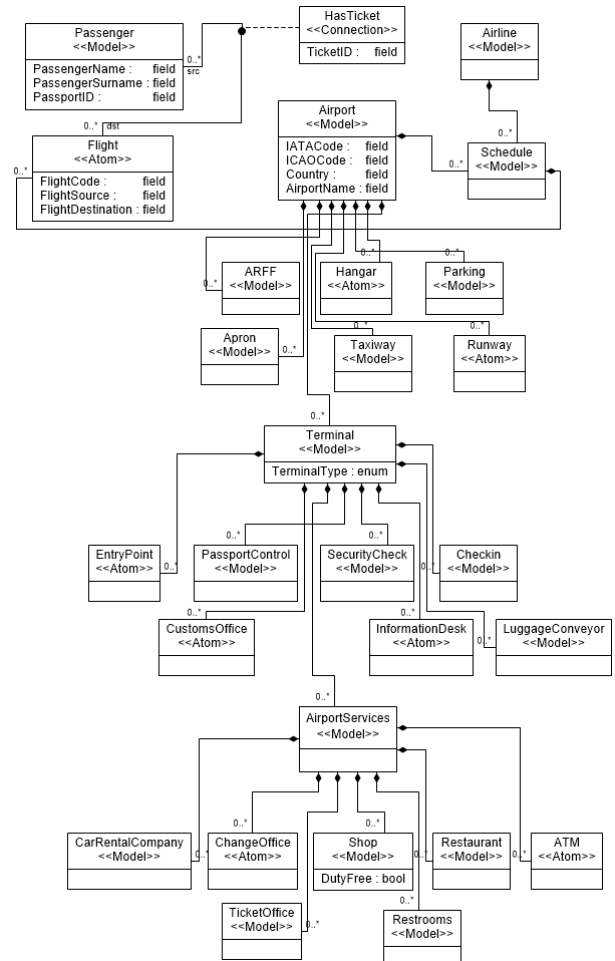 HasTicket
<<Connection>>
TicketID : field
Passenger
<<Model>>
PassengerName : field
PassengerSurname : field
PassportID : field
0..*
src
Airline
<<Model>>
0..* dst
Flight
<<Atom>>
FlightCode : field
FlightSource : field
FlightDestination : field
0..*
Airport
<<Model>>
IATACode : field
ICAOCode : field
Country : field
AirportName : field
0..*
0..*
Schedule
<<Model>>
0..*
ARFF
<<Model>>
0..*
Hangar
<<Atom>>
0..*
Parking
<<Model>>
0..*
Apron
<<Model>>
0..*
Taxiway
<<Model>>
0..*
Runway
<<Atom>>
0..*
0..*
Terminal
<<Model>>
TerminalType : enum
EntryPoint
<<Atom>>
0..*
0..*
PassportControl
<<Model>>
0..*
SecurityCheck
<<Model>>
0..*
Checkin
<<Model>>
0..*
CustomsOffice
<<Atom>>
0..*
InformationDesk
<<Atom>>
0..*
LuggageConveyor
<<Model>>
0..*
AirportServices
<<Model>>
CarRentalCompany
<<Model>>
0..*
0..*
ChangeOffice
<<Atom>>
0..*
Shop
<<Model>>
DutyFree : bool
0..*
Restaurant
<<Model>>
0..*
ATM
<<Atom>>
TicketOffice
<<Model>>
0..*
0..*
Restrooms
<<Model>>